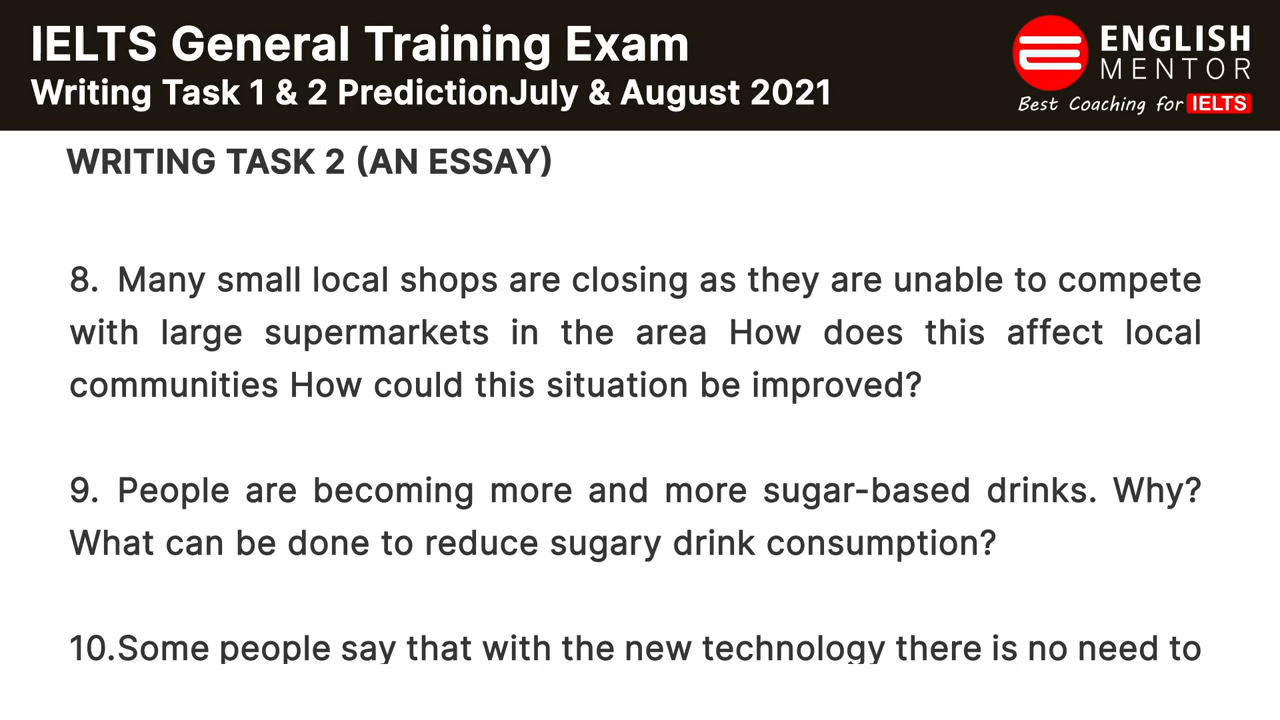 IELTS General Training Exam
Writing Task 1 & 2 PredictionJuly & August 2021
ENGLISH
MENTOR
Best Coaching for IELTS
WRITING TASK 2 (AN ESSAY)
8. Many small local shops are closing as they are unable to compete
with large supermarkets in the area How does this affect local
communities How could this situation be improved?
9. People are becoming more and more sugar-based drinks. Why?
What can be done to reduce sugary drink consumption?
10.Some people say that with the new technology there is no need to